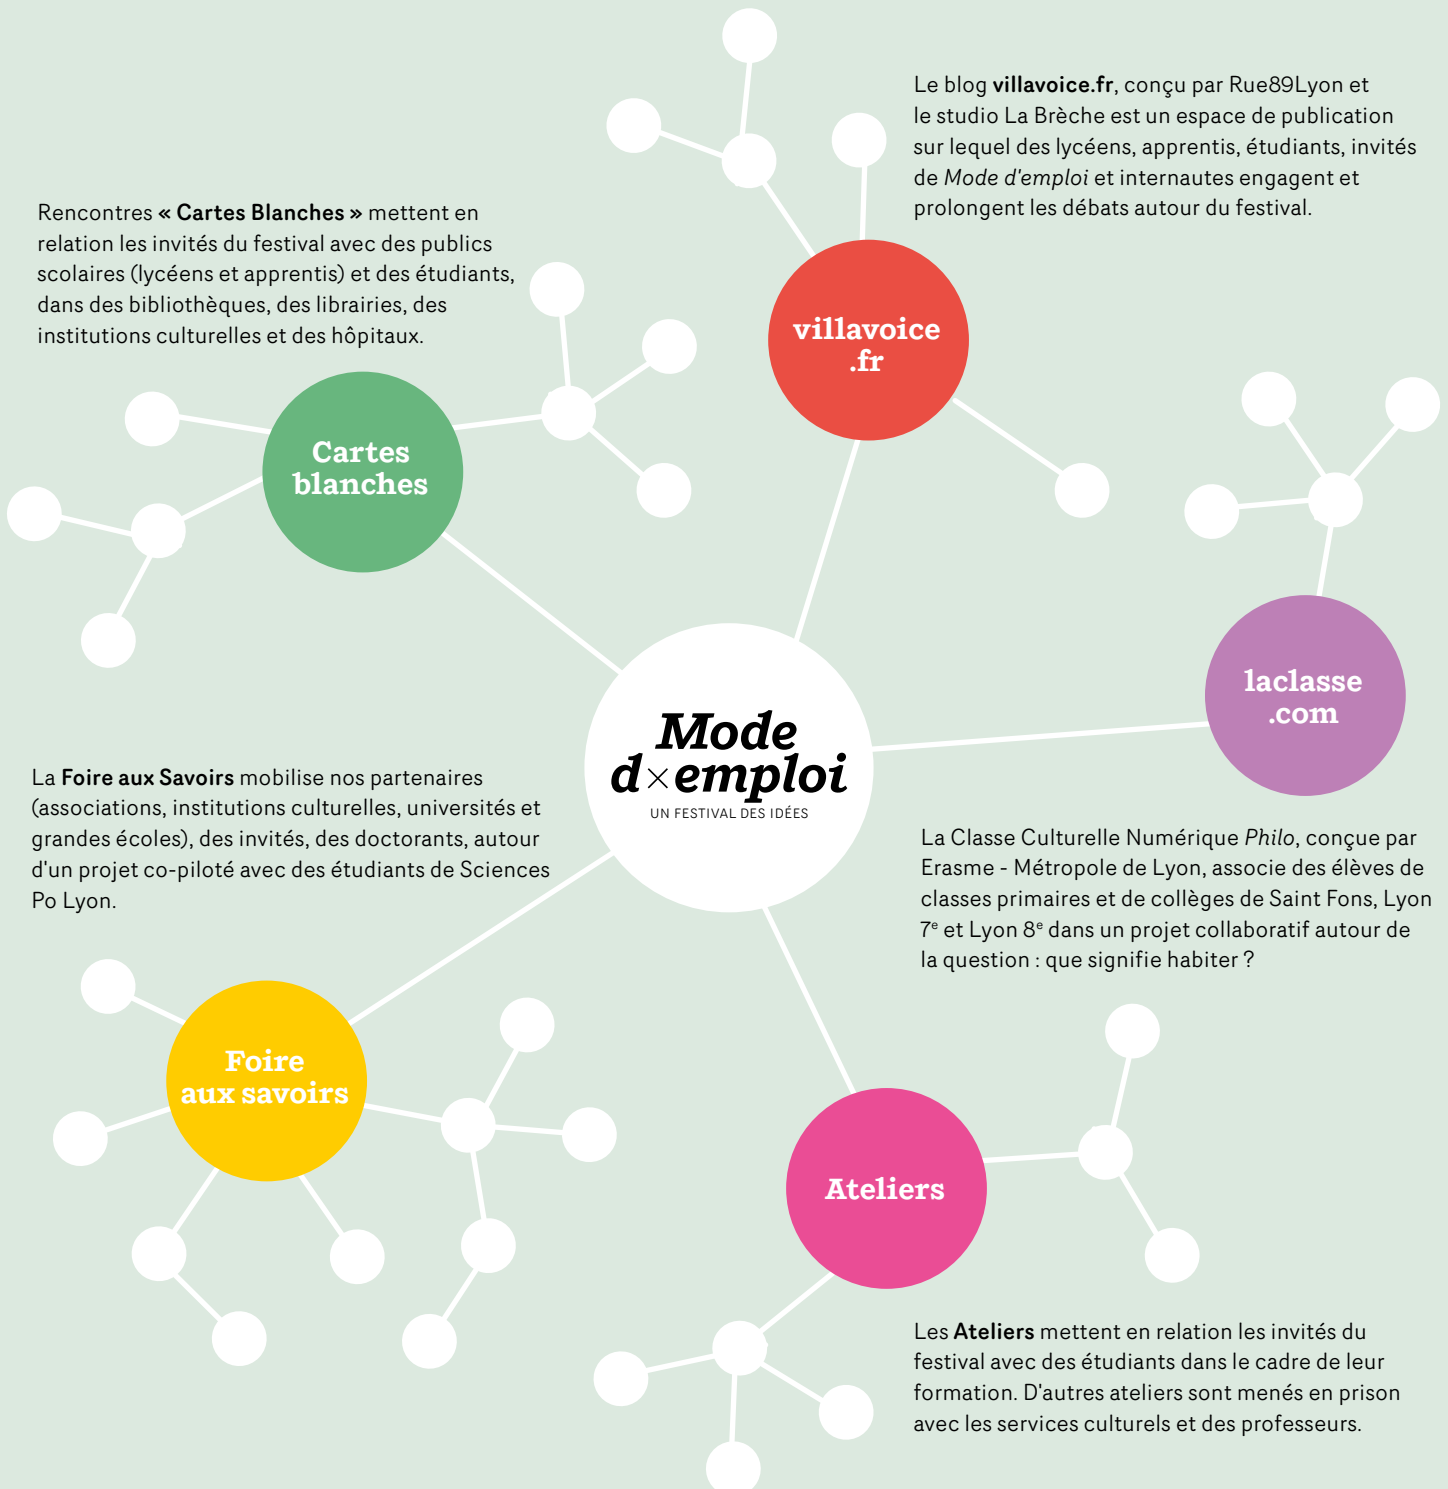 Le blog villavoice.fr, conçu par Rue89Lyon et
le studio La Brèche est un espace de publication
sur lequel des lycéens, apprentis, étudiants, invités
de Mode d'emploi et internautes engagent et
prolongent les débats autour du festival.
Rencontres « Cartes Blanches » mettent en
relation les invités du festival avec des publics
scolaires (lycéens et apprentis) et des étudiants,
dans des bibliothèques, des librairies, des
institutions culturelles et des hôpitaux.
villavoice
.fr
Cartes
blanches
laclasse
.com
Mode
d×emploi
UN FESTIVAL DES IDÉES
La Foire aux Savoirs mobilise nos partenaires
(associations, institutions culturelles, universités et
grandes écoles), des invités, des doctorants, autour
d'un projet co-piloté avec des étudiants de Sciences
Po Lyon.
La Classe Culturelle Numérique Philo, conçue par
Erasme - Métropole de Lyon, associe des élèves de
classes primaires et de collèges de Saint Fons, Lyon
7e et Lyon 8e dans un projet collaboratif autour de
la question : que signifie habiter ?
Foire
aux savoirs
Ateliers
Les Ateliers mettent en relation les invités du
festival avec des étudiants dans le cadre de leur
formation. D'autres ateliers sont menés en prison
avec les services culturels et des professeurs.